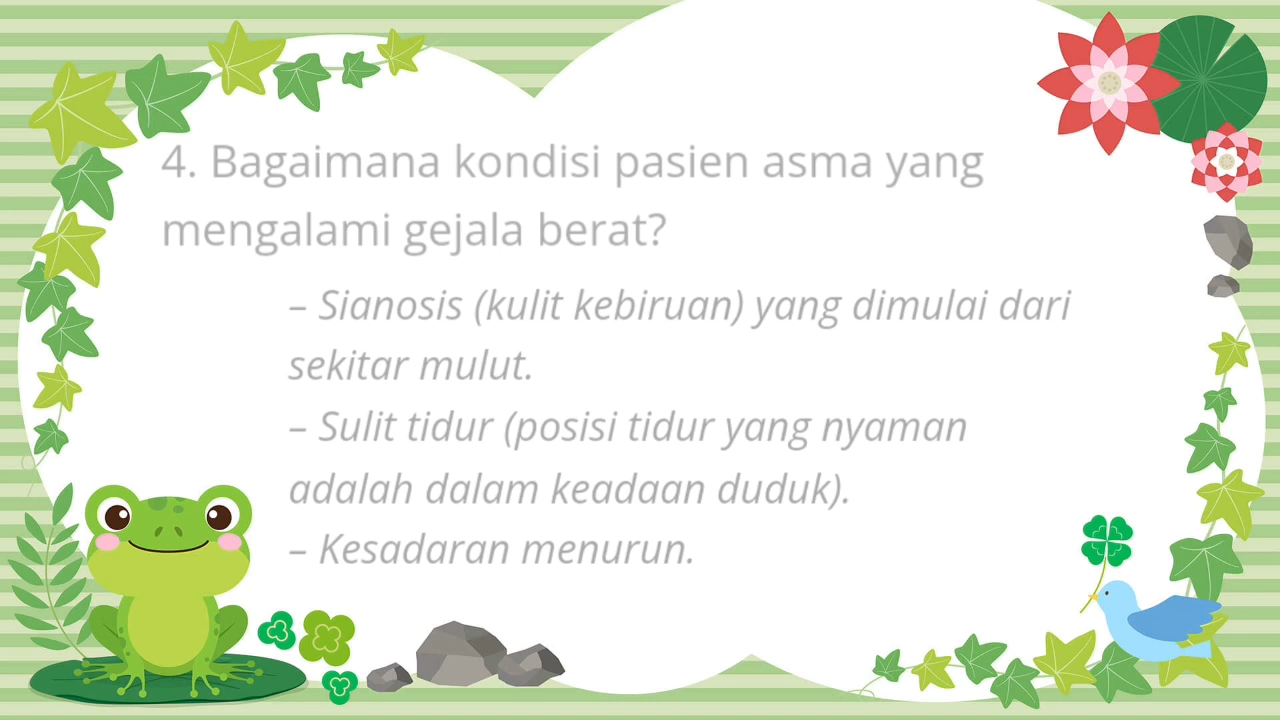 4. Bagaimana kondisi pasien asma yang
mengalami gejala berat?
– Sianosis (kulit kebiruan) yang dimulai dari
sekitar mulut.
– Sulit tidur (posisi tidur yang nyaman
adalah dalam keadaan duduk).
– Kesadaran menurun.